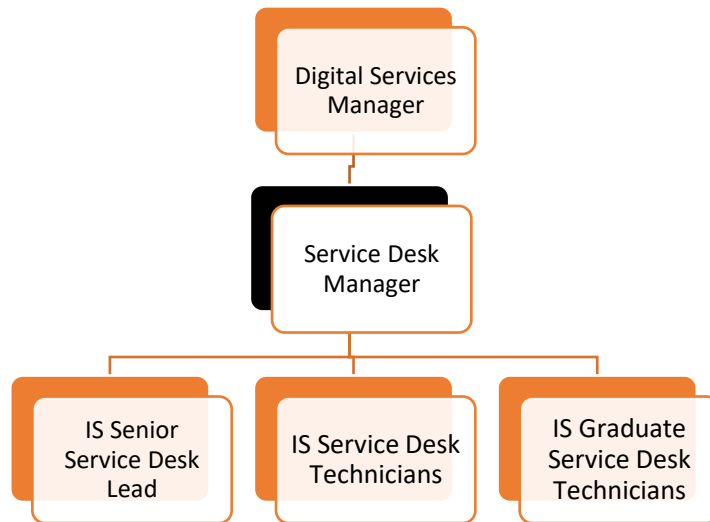 Digital Services
Manager
Service Desk
Manager
IS Senior
Service Desk
Lead
IS Service Desk
Technicians
IS Graduate
Service Desk
Technicians